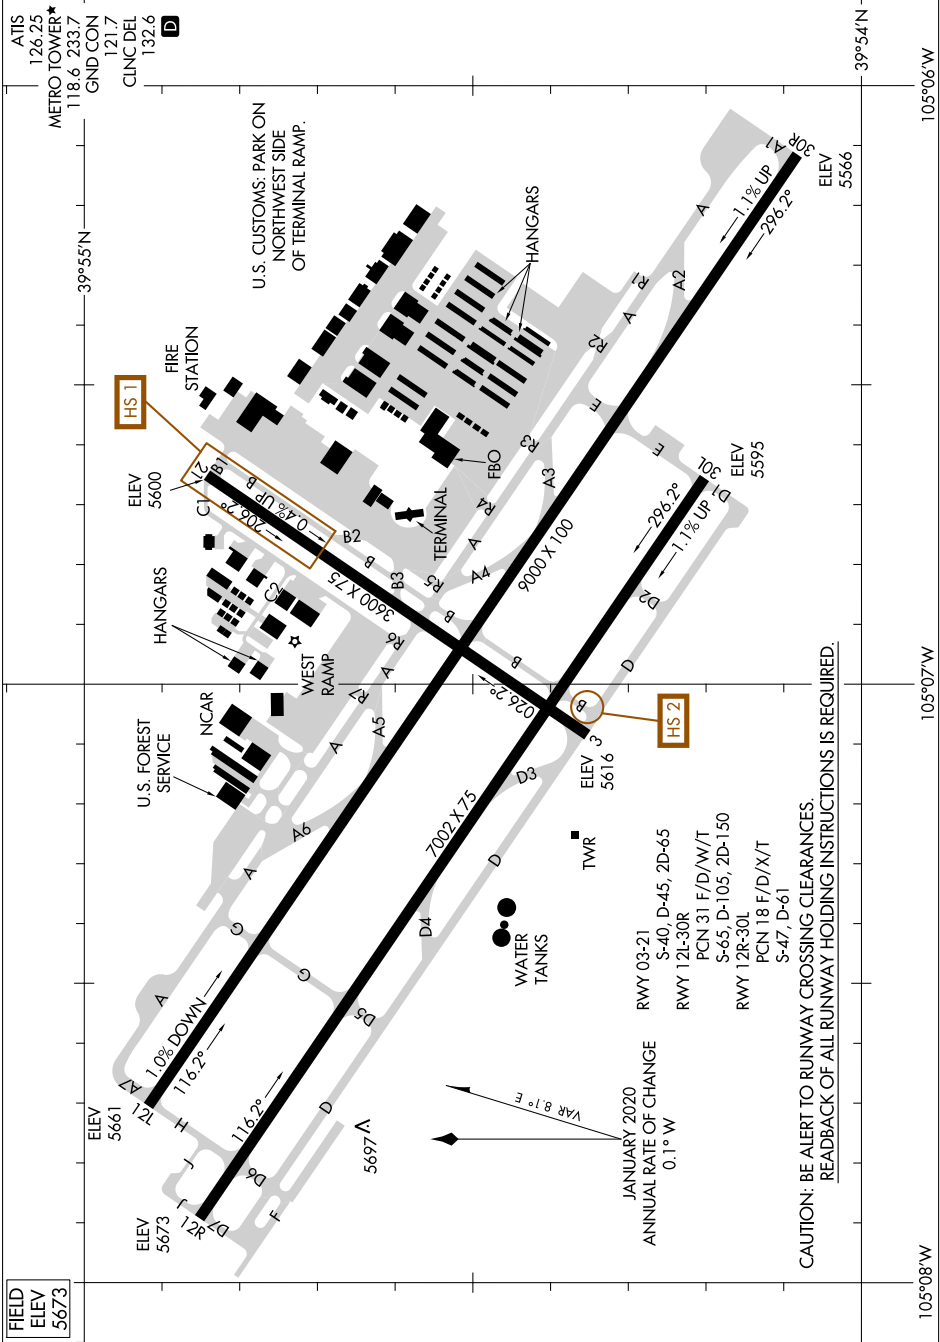 ATIS
126.25
METRO TOWER★
118.6 233.7
GND CON
121.7
CLNC DEL
132.6
D
39°54'N
105°06'W
39°55'N
U.S. CUSTOMS: PARK ON
NORTHWEST SIDE
OF TERMINAL RAMP.
HANGARS
FIRE
STATION
HS 1
ELEV
5600
21
B1
B
C1
206.2°
0.4% UP
B2
B
B3
3600 X 75
C2
HANGARS
WEST
RAMP
NCAR
U.S. FOREST
SERVICE
FBO
TERMINAL
A1
30R
ELEV
5566
1.1% UP
296.2°
A
A2
R1
A
R2
E
E
R3
A3
R4
A
A4
R5
B
R6
A
R7
A5
A
A6
A
G
G
A
9000 X 100
30L
D1
ELEV
5595
296.2°
1.1% UP
D2
D
B
026.2°
B
HS 2
3
ELEV
5616
D3
7002 X 75
D
D4
D5
TWR
WATER
TANKS
1.0% DOWN
116.2°
A7
12L
ELEV
5661
H
J
J
116.2°
D
D6
12R
D7
ELEV
5673
F
5697
VAR 8.1° E
JANUARY 2020
ANNUAL RATE OF CHANGE
0.1° W
RWY 03-21
S-40, D-45, 2D-65
RWY 12L-30R
PCN 31 F/D/W/T
S-65, D-105, 2D-150
RWY 12R-30L
PCN 18 F/D/X/T
S-47, D-61
CAUTION: BE ALERT TO RUNWAY CROSSING CLEARANCES.
READBACK OF ALL RUNWAY HOLDING INSTRUCTIONS IS REQUIRED.
105°07'W
105°08'W
FIELD
ELEV
5673